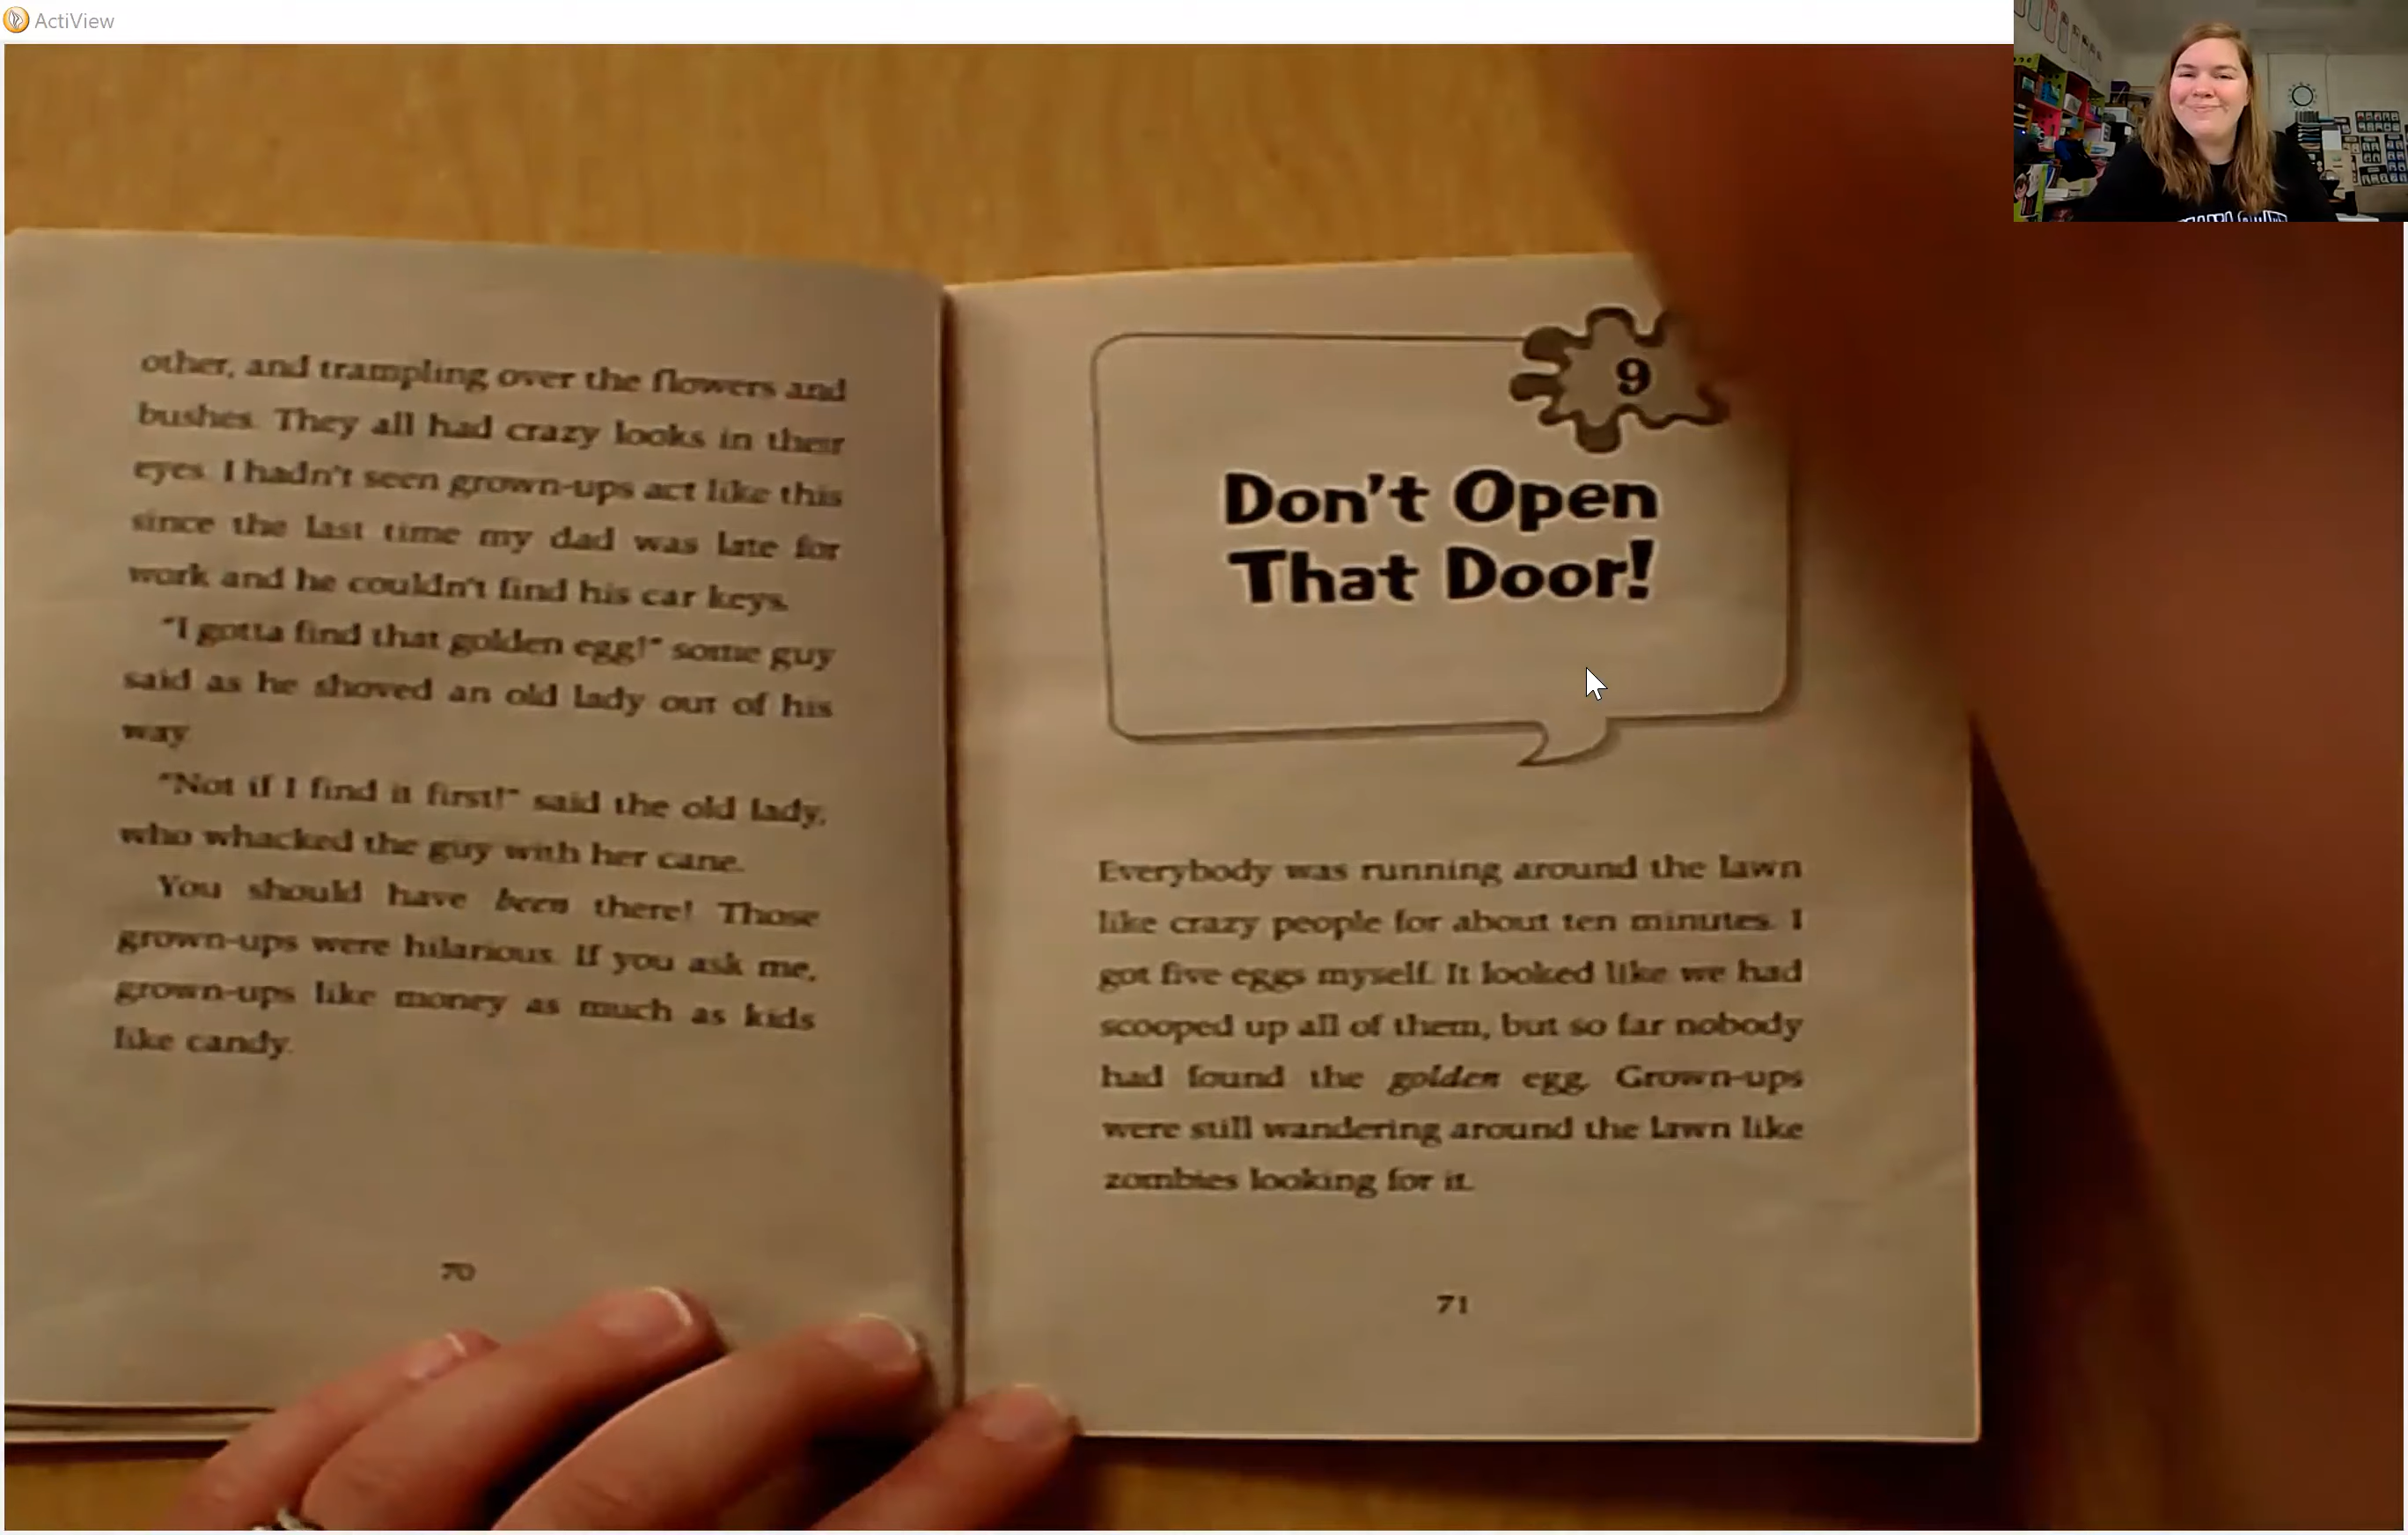 ActiView
other, and trampling over the flowers and
bushes. They all had crazy looks in their
eyes. I hadn't seen grown-ups act like this
since the last time my dad was late for
work and he couldn't find his car keys.
"I gotta find that golden egg!" some guy
said as he shoved an old lady out of his
way.
"Not if I find it first!" said the old lady,
who whacked the guy with her cane.
You should have been there! Those
grown-ups were hilarious. If you ask me,
grown-ups like money as much as kids
like candy.
70
9
Don't Open
That Door!
Everybody was running around the lawn
like crazy people for about ten minutes. I
got five eggs myself. It looked like we had
scooped up all of them, but so far nobody
had found the golden egg. Grown-ups
were still wandering around the lawn like
zombies looking for it.
71